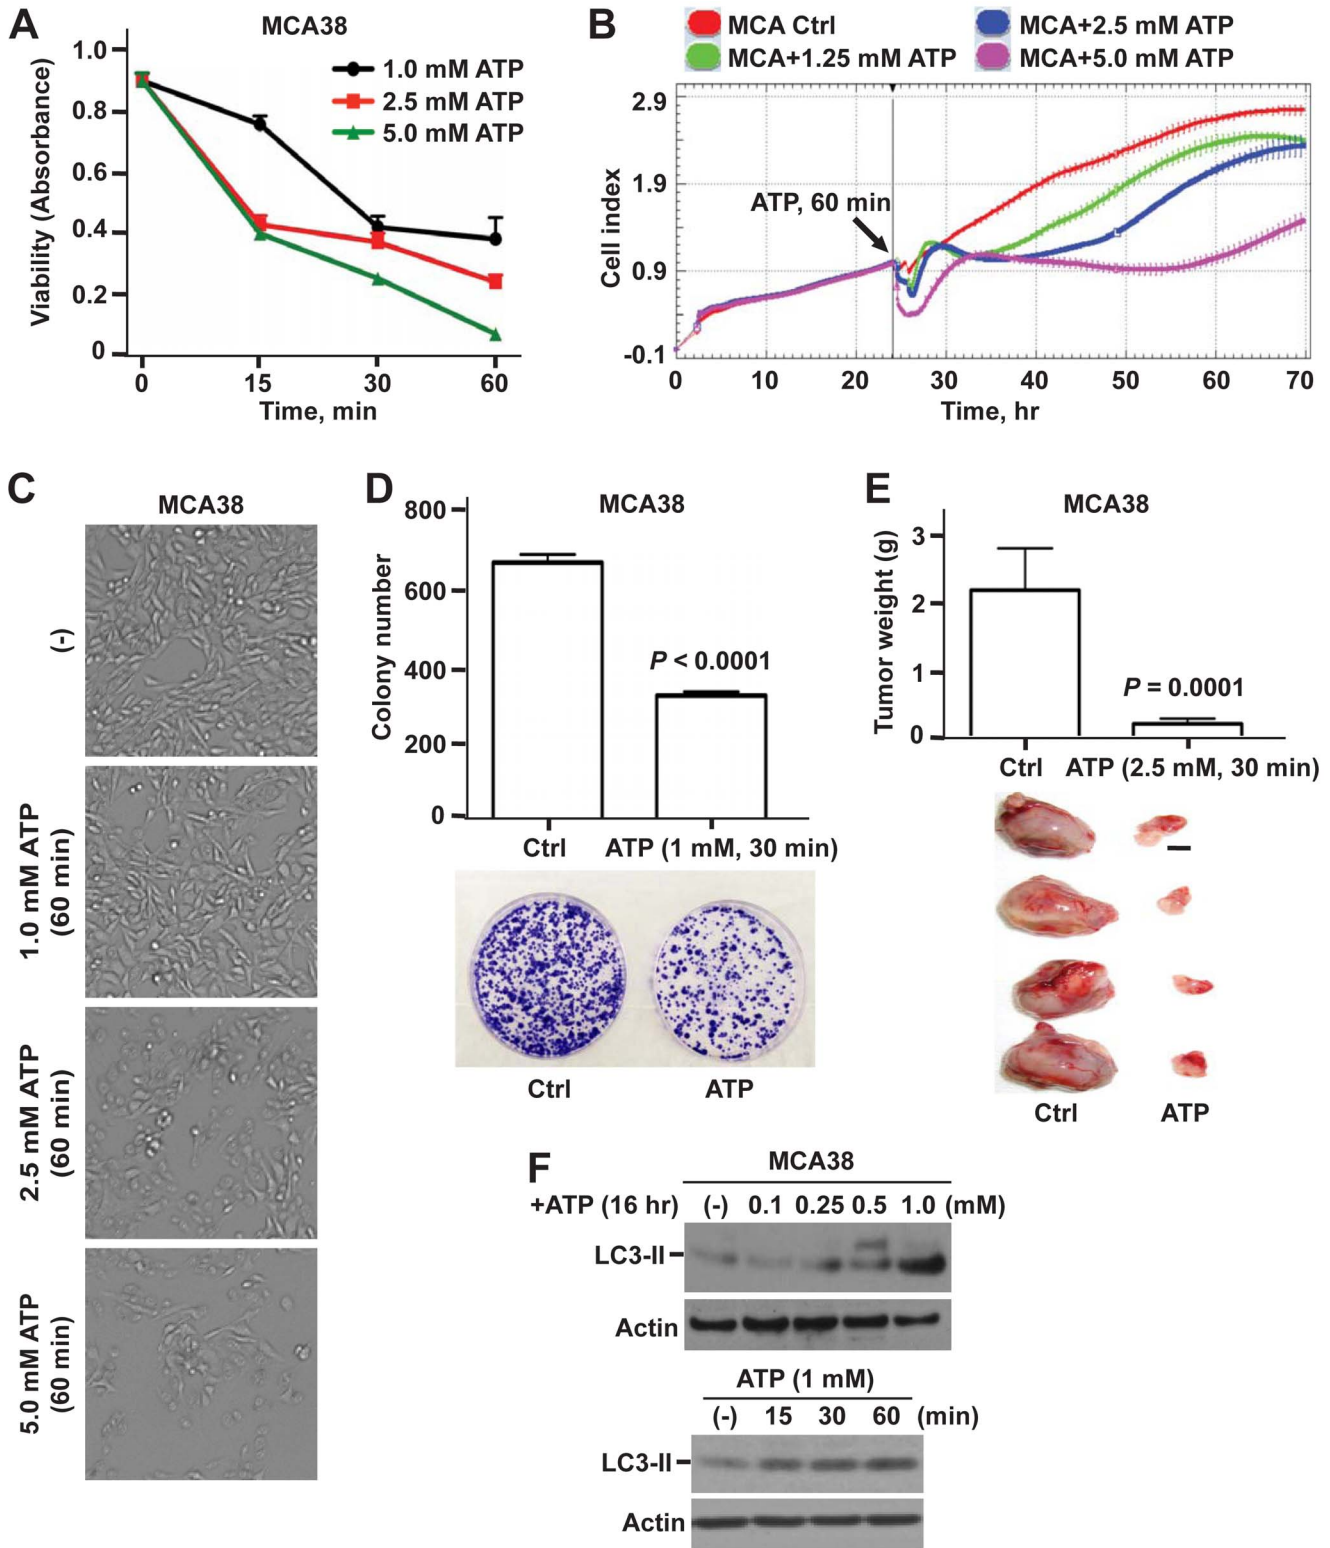 A
MCA38
1.0 mM ATP
2.5 mM ATP
5.0 mM ATP
Viability (Absorbance)
1.0
0.8
0.6
0.4
0.2
0
0 15 30 60
Time, min
B
MCA Ctrl
MCA+2.5 mM ATP
MCA+1.25 mM ATP
MCA+5.0 mM ATP
Cell index
2.9
1.9
0.9
-0.1
ATP, 60 min
0 10 20 30 40 50 60 70
Time, hr
C
MCA38
(-)
1.0 mM ATP
(60 min)
2.5 mM ATP
(60 min)
5.0 mM ATP
(60 min)
D
MCA38
Colony number
800
600
400
200
0
P < 0.0001
Ctrl ATP (1 mM, 30 min)
Ctrl ATP
E
MCA38
Tumor weight (g)
3
2
1
0
P = 0.0001
Ctrl ATP (2.5 mM, 30 min)
Ctrl ATP
F
MCA38
+ATP (16 hr) (-) 0.1 0.25 0.5 1.0 (mM)
LC3-II
Actin
ATP (1 mM)
(-) 15 30 60 (min)
LC3-II
Actin